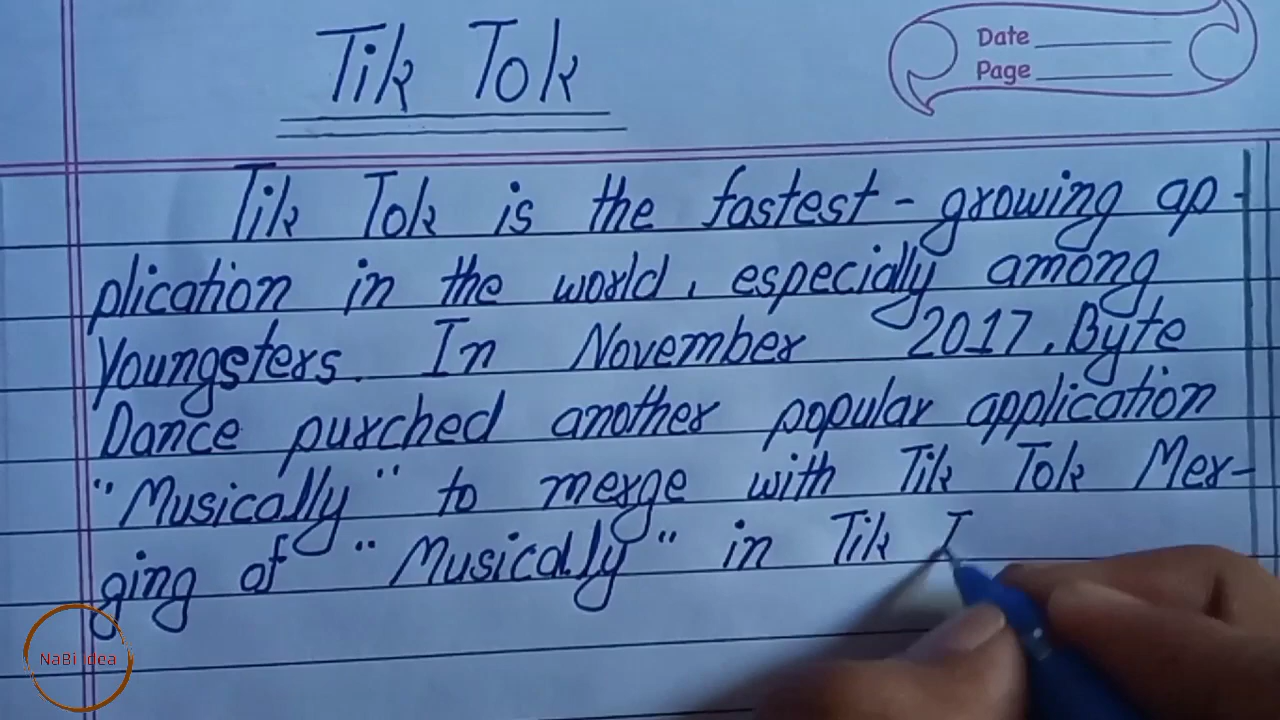 Tik Tok
Date
Page
Tik Tok is the fastest-growing ap-
plication in the world, especially among
Youngsters. In November 2017. Byte
Dance purched another popular application
"Musically" to merge with Tik Tok Mer-
ging of "Musically" in Tik T
NaBi idea